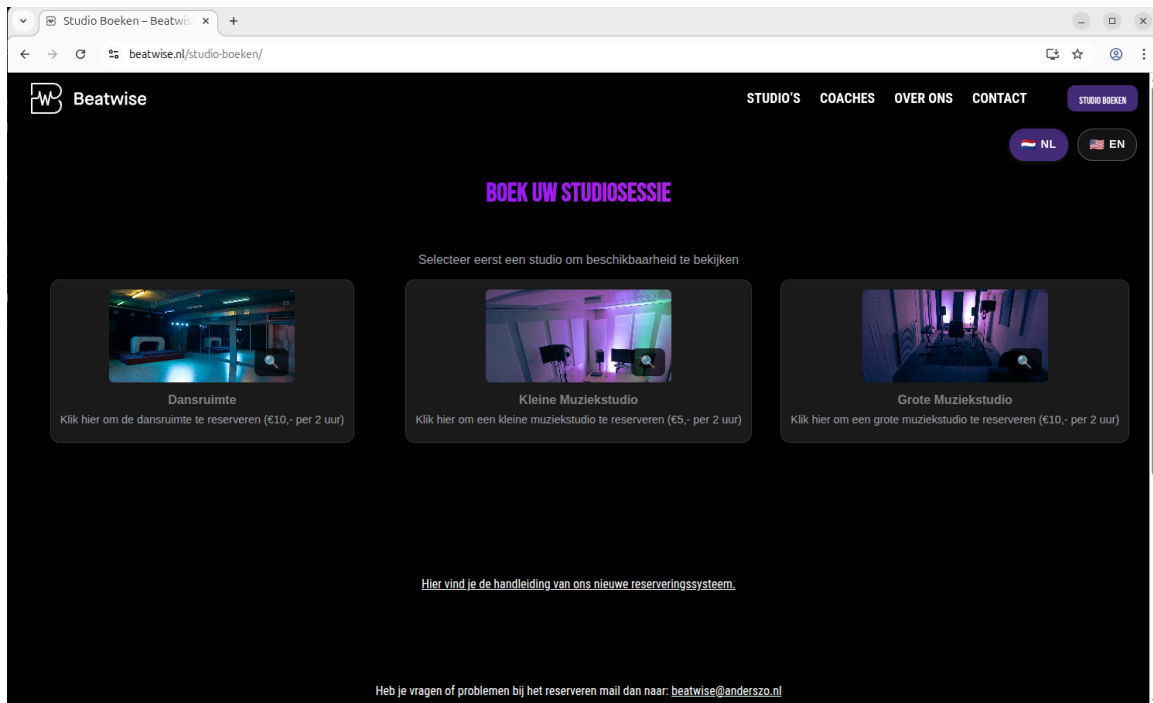 Studio Boeken – Beatwis
beatwise.nl/studio-boeken/
Beatwise
STUDIO'S COACHES OVER ONS CONTACT STUDIO BOEKEN
NL EN
BOEK UW STUDIOSESSIE
Selecteer eerst een studio om beschikbaarheid te bekijken
Dansruimte
Klik hier om de dansruimte te reserveren (€10,- per 2 uur)
Kleine Muziekstudio
Klik hier om een kleine muziekstudio te reserveren (€5,- per 2 uur)
Grote Muziekstudio
Klik hier om een grote muziekstudio te reserveren (€10,- per 2 uur)
Hier vind je de handleiding van ons nieuwe reserveringssysteem.
Heb je vragen of problemen bij het reserveren mail dan naar: beatwise@anderszo.nl